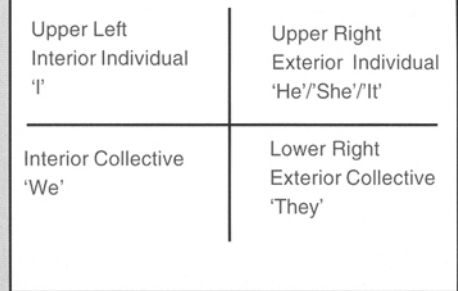 Upper Left
Interior Individual
'I'
Upper Right
Exterior Individual
'He'/'She'/'It'
Interior Collective
'We'
Lower Right
Exterior Collective
'They'